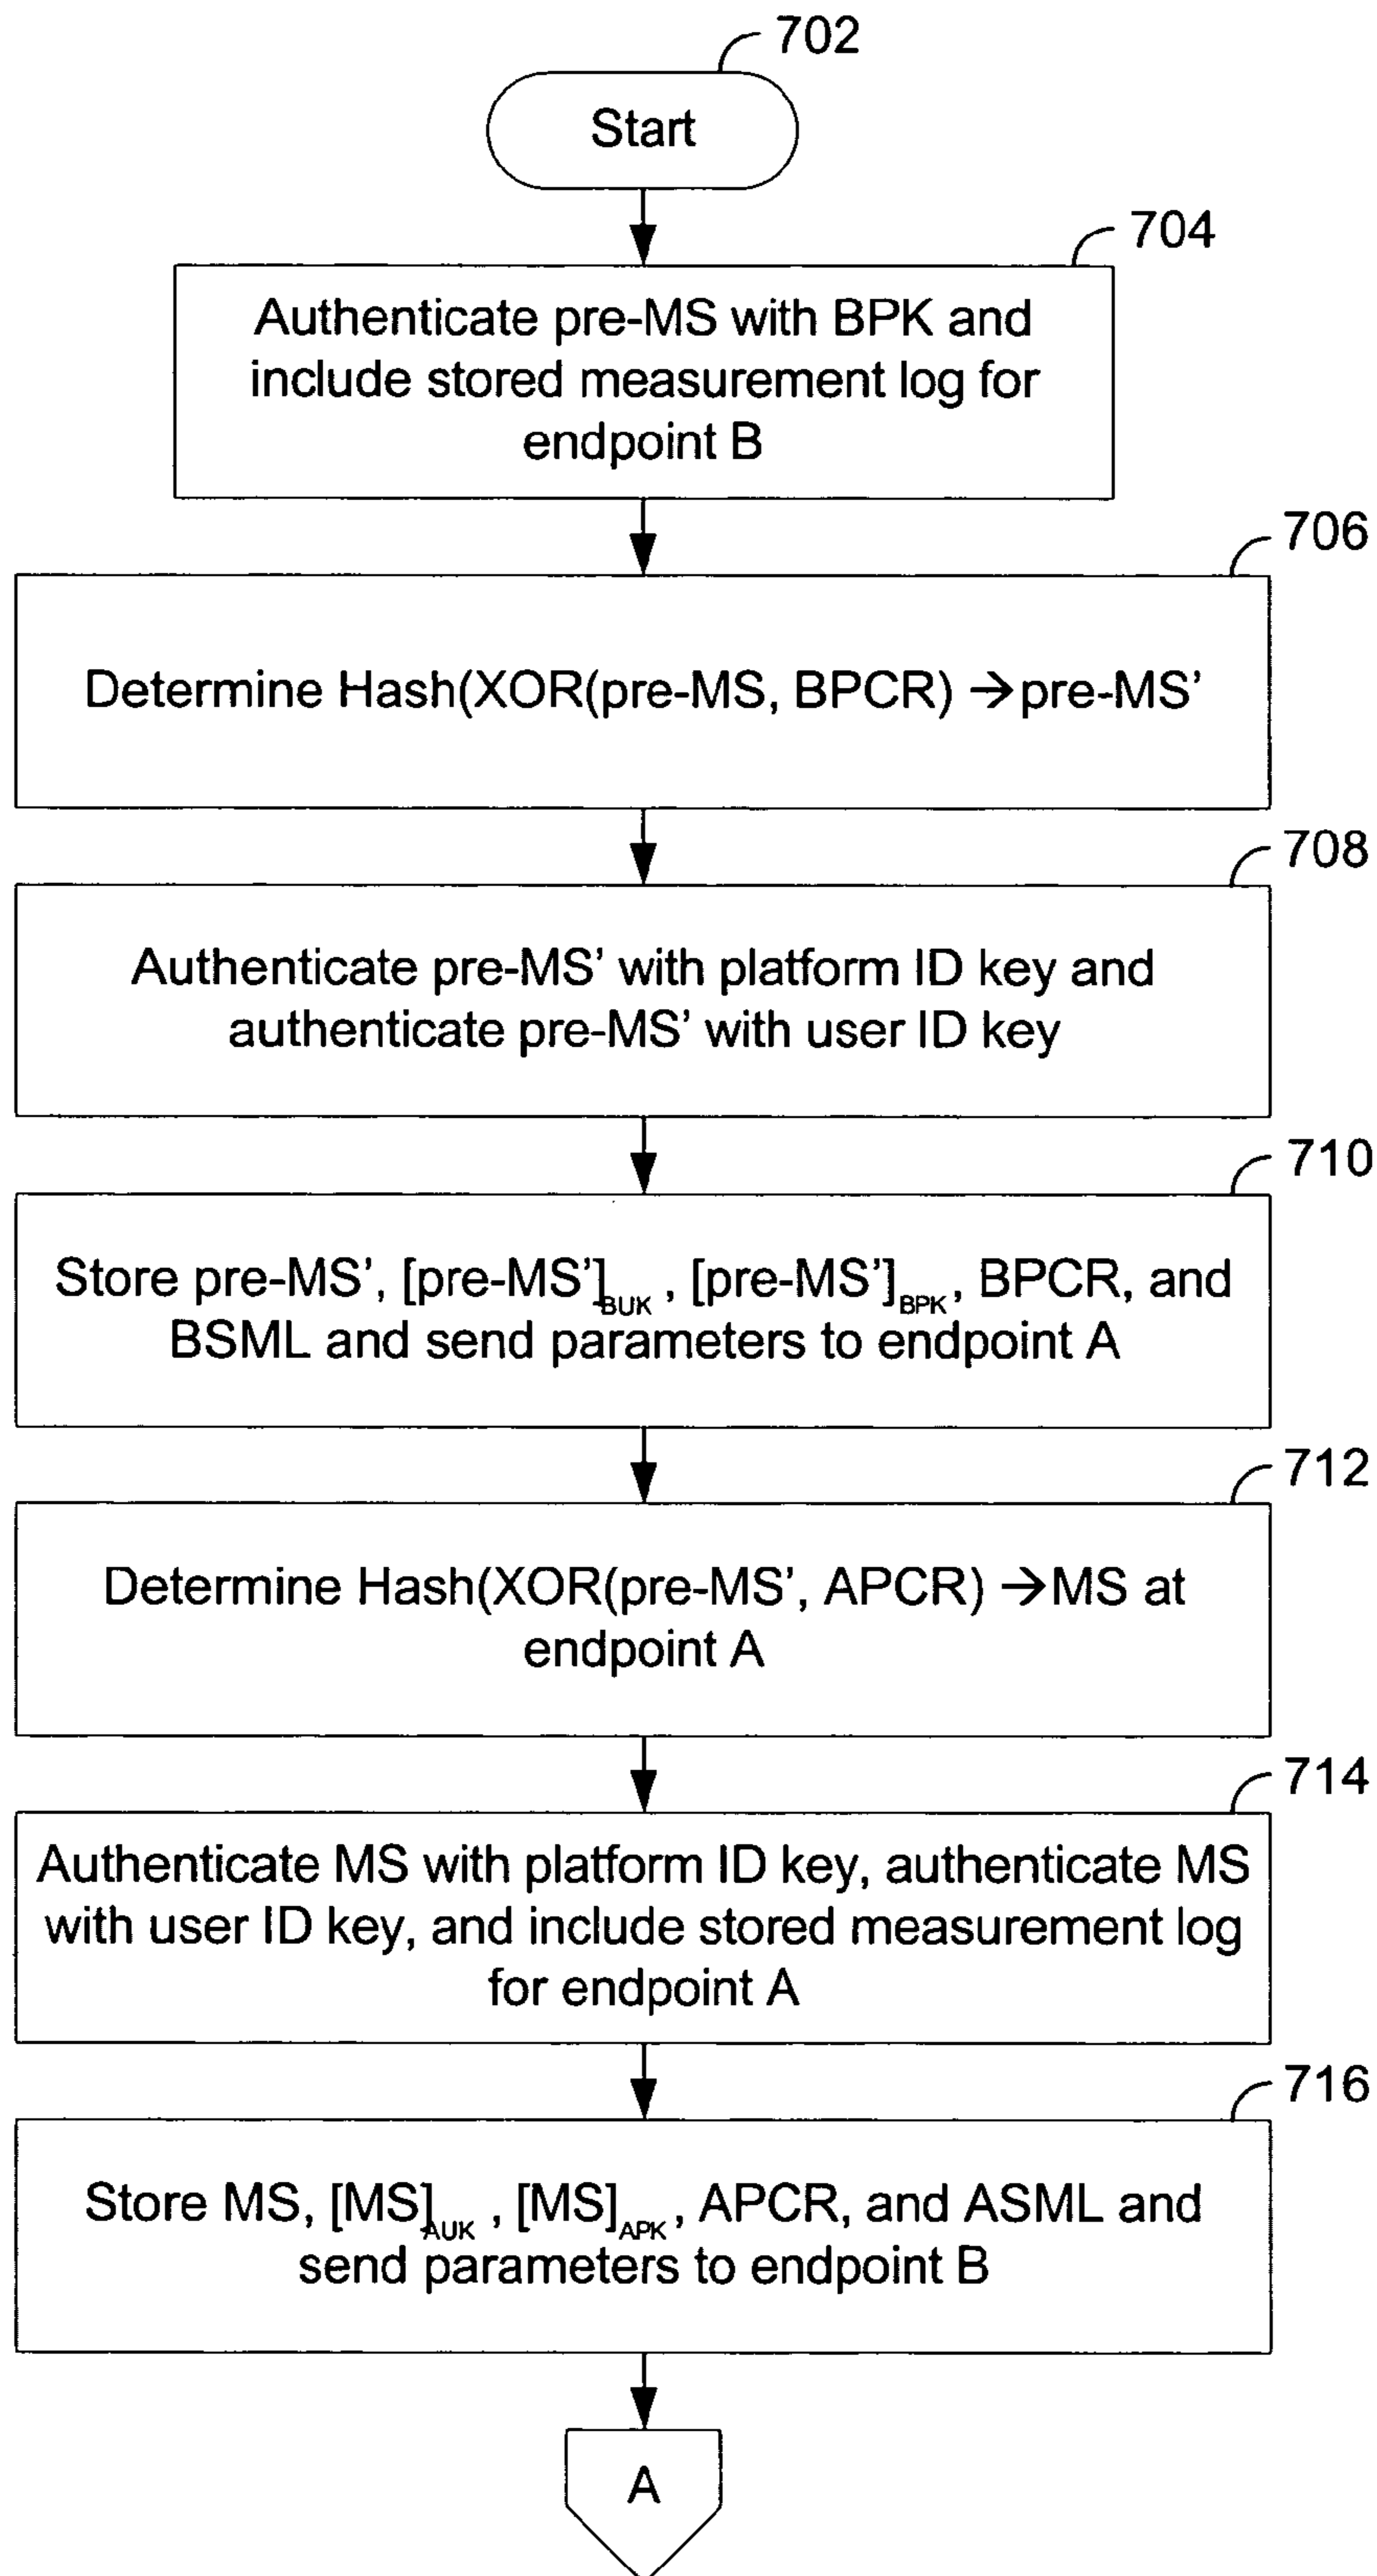 702
Start
704
Authenticate pre-MS with BPK and
include stored measurement log for
endpoint B
706
Determine Hash(XOR(pre-MS, BPCR) →pre-MS’
708
Authenticate pre-MS’ with platform ID key and
authenticate pre-MS’ with user ID key
710
Store pre-MS’, [pre-MS’]BUK , [pre-MS’]BPK, BPCR, and
BSML and send parameters to endpoint A
712
Determine Hash(XOR(pre-MS’, APCR) →MS at
endpoint A
714
Authenticate MS with platform ID key, authenticate MS
with user ID key, and include stored measurement log
for endpoint A
716
Store MS, [MS]AUK , [MS]APK, APCR, and ASML and
send parameters to endpoint B
A